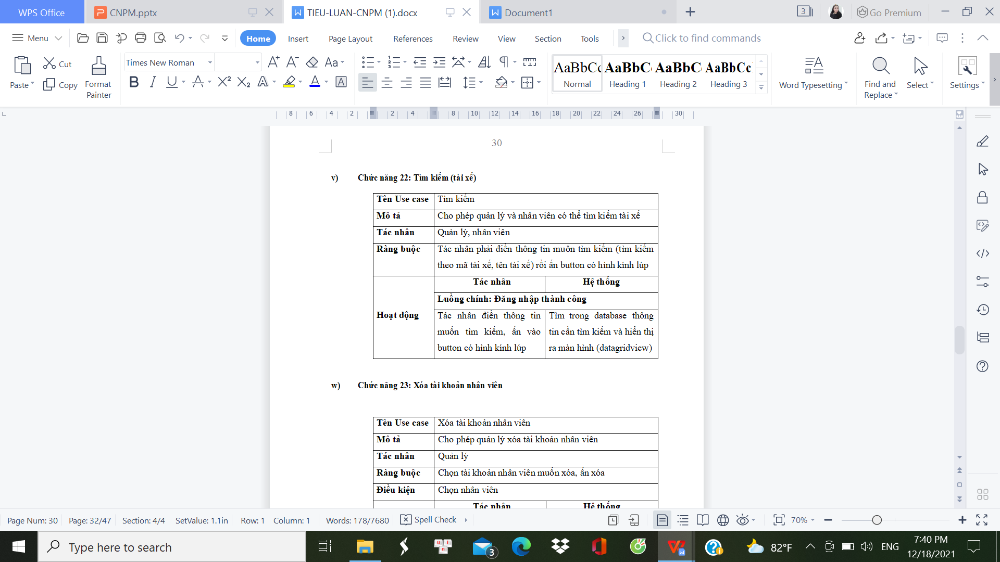 WPS Office
CNPM.pptx
TIEU-LUAN-CNPM (1).docx
Document1
3
Go Premium
Menu
Home
Insert
Page Layout
References
Review
View
Section
Tools
Click to find commands
Paste
Cut
Copy
Format Painter
Times New Roman
AaBbCc
AaBbC
AaBbC
AaBbCc
Normal
Heading 1
Heading 2
Heading 3
Word Typesetting
Find and Replace
Select
Settings
8 6 4 2 2 4 8 10 12 14 16 18 20 22 24 26 30
30
v) Chức năng 22: Tìm kiếm (tài xế)
Tên Use case Tìm kiếm
Mô tả Cho phép quản lý và nhân viên có thể tìm kiếm tài xế
Tác nhân Quản lý, nhân viên
Ràng buộc Tác nhân phải điền thông tin muôn tìm kiếm (tìm kiếm
theo mã tài xế, tên tài xế) rồi ấn button có hình kính lúp
Tác nhân Hệ thống
Luồng chính: Đăng nhập thành công
Hoạt động
Tác nhân điền thông tin
muốn tìm kiếm, ấn vào
button có hình kính lúp
Tìm trong database thông
tin cần tìm kiếm và hiển thị
ra màn hình (datagridview)
w) Chức năng 23: Xóa tài khoản nhân viên
Tên Use case Xóa tài khoản nhân viên
Mô tả Cho phép quản lý xóa tài khoản nhân viên
Tác nhân Quản lý
Ràng buộc Chọn tài khoản nhân viên muốn xóa, ấn xóa
Điều kiện Chọn nhân viên
Tác nhân Hệ thống
Page Num: 30
Page: 32/47
Section: 4/4
SetValue: 1.1in
Row: 1
Column: 1
Words: 178/7680
Spell Check
70%
Type here to search
3
82°F
ENG
7:40 PM
12/18/2021